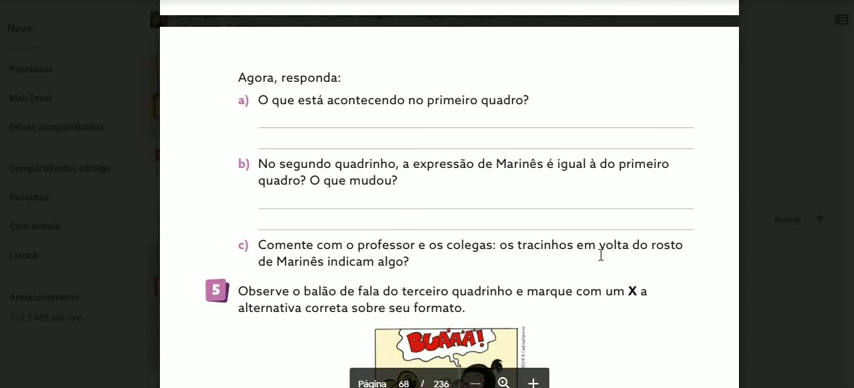 Novo
Prioridade
Meu Drive
Drives compartilhados
Compartilhados comigo
Recentes
Com estrela
Lixeira
Armazenamento
212,9 MB em uso
Nome
Agora, responda:
a) O que está acontecendo no primeiro quadro?
b) No segundo quadrinho, a expressão de Marinês é igual à do primeiro
quadro? O que mudou?
c) Comente com o professor e os colegas: os tracinhos em volta do rosto
de Marinês indicam algo?
5 Observe o balão de fala do terceiro quadrinho e marque com um X a
alternativa correta sobre seu formato.
BUÁÁÁ!
Página 68 / 236